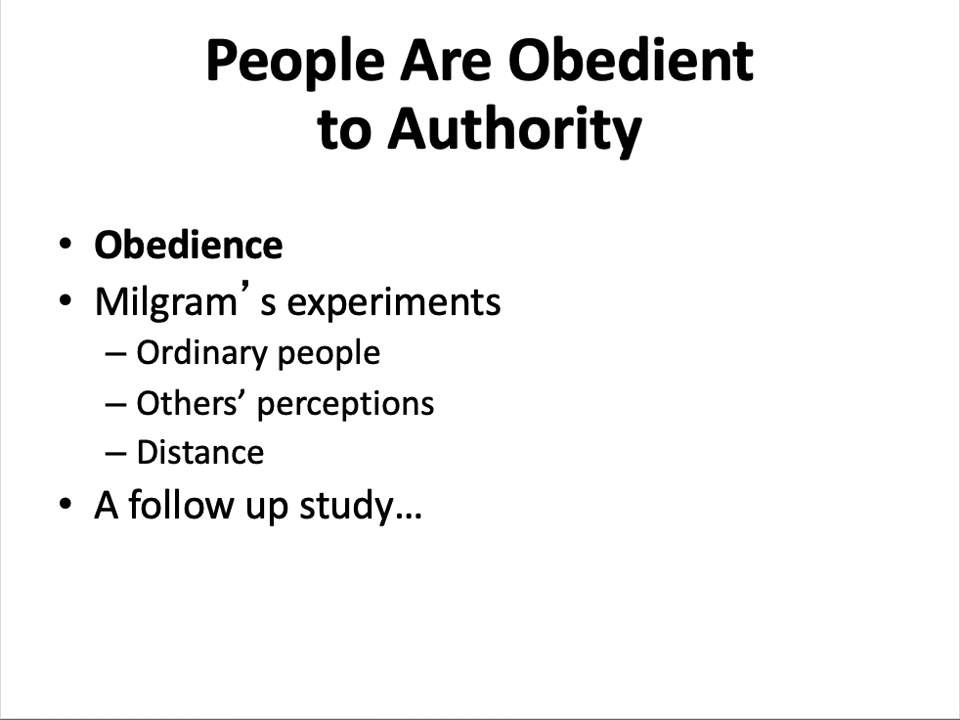 People Are Obedient
to Authority
• Obedience
• Milgram’s experiments
– Ordinary people
– Others’ perceptions
– Distance
• A follow up study…